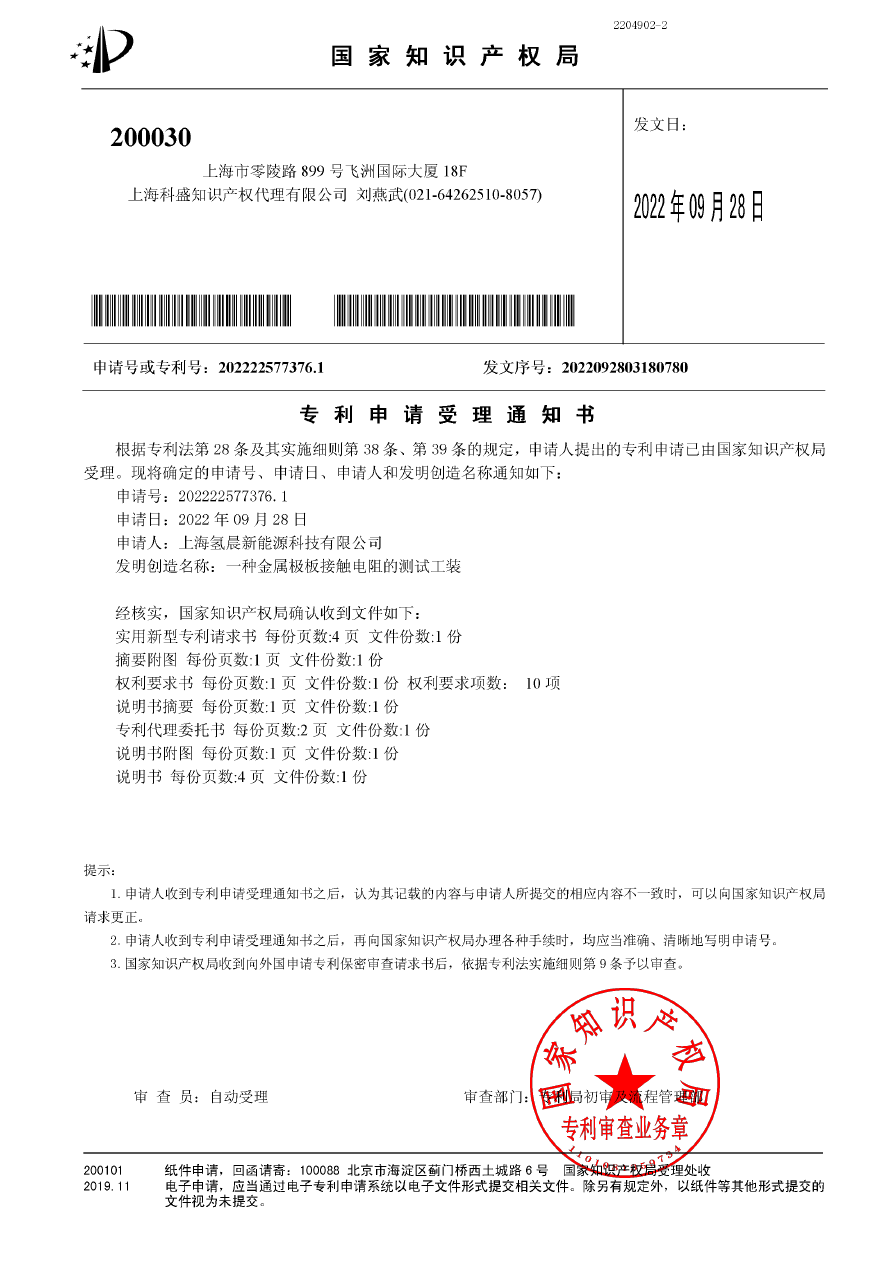 2204902-2
国家知识产权局
200030
上海市零陵路 899 号飞洲国际大厦 18F
上海科盛知识产权代理有限公司 刘燕武(021-64262510-8057)
发文日：
2022 年 09 月 28 日
申请号或专利号：202222577376.1 发文序号：2022092803180780
专利申请受理通知书
根据专利法第 28 条及其实施细则第 38 条、第 39 条的规定，申请人提出的专利申请已由国家知识产权局
受理。现将确定的申请号、申请日、申请人和发明创造名称通知如下：
申请号：202222577376.1
申请日：2022 年 09 月 28 日
申请人：上海氢晨新能源科技有限公司
发明创造名称：一种金属极板接触电阻的测试工装
经核实，国家知识产权局确认收到文件如下：
实用新型专利请求书 每份页数:4 页 文件份数:1 份
摘要附图 每份页数:1 页 文件份数:1 份
权利要求书 每份页数:1 页 文件份数:1 份 权利要求项数： 10 项
说明书摘要 每份页数:1 页 文件份数:1 份
专利代理委托书 每份页数:2 页 文件份数:1 份
说明书附图 每份页数:1 页 文件份数:1 份
说明书 每份页数:4 页 文件份数:1 份
提示：
1.申请人收到专利申请受理通知书之后，认为其记载的内容与申请人所提交的相应内容不一致时，可以向国家知识产权局
请求更正。
2.申请人收到专利申请受理通知书之后，再向国家知识产权局办理各种手续时，均应当准确、清晰地写明申请号。
3.国家知识产权局收到向外国申请专利保密审查请求书后，依据专利法实施细则第 9 条予以审查。
国家知识产权局
审 查 员：自动受理 审查部门：专利局初审及流程管理部
专利审查业务章
200101 纸件申请，回函请寄：100088 北京市海淀区蓟门桥西土城路 6 号 国家知识产权局受理处收
2019.11 电子申请，应当通过电子专利申请系统以电子文件形式提交相关文件。除另有规定外，以纸件等其他形式提交的
文件视为未提交。